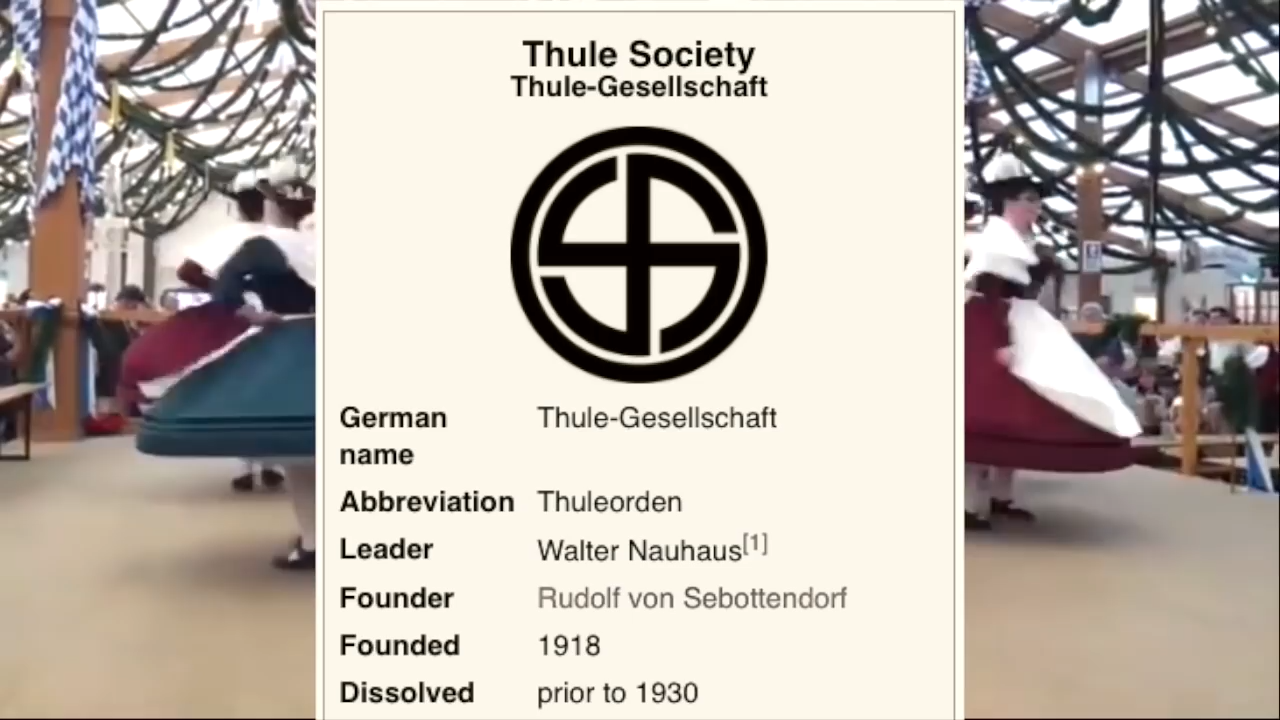 Thule Society
Thule-Gesellschaft
German name Thule-Gesellschaft
Abbreviation Thuleorden
Leader Walter Nauhaus[1]
Founder Rudolf von Sebottendorf
Founded 1918
Dissolved prior to 1930